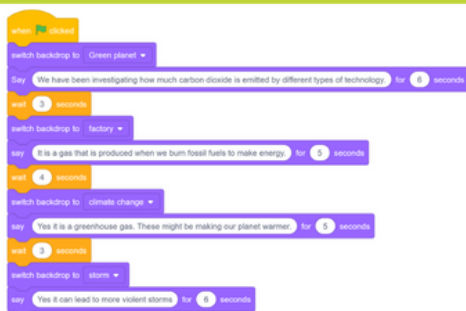 when clicked
switch backdrop to Green planet
Say We have been investigating how much carbon dioxide is emitted by different types of technology. for 6 seconds
wait 3 seconds
switch backdrop to factory
say It is a gas that is produced when we burn fossil fuels to make energy. for 5 seconds
wait 4 seconds
switch backdrop to climate change
say Yes it is a greenhouse gas. These might be making our planet warmer. for 5 seconds
wait 3 seconds
switch backdrop to storm
say Yes it can lead to more violent storms for 6 seconds